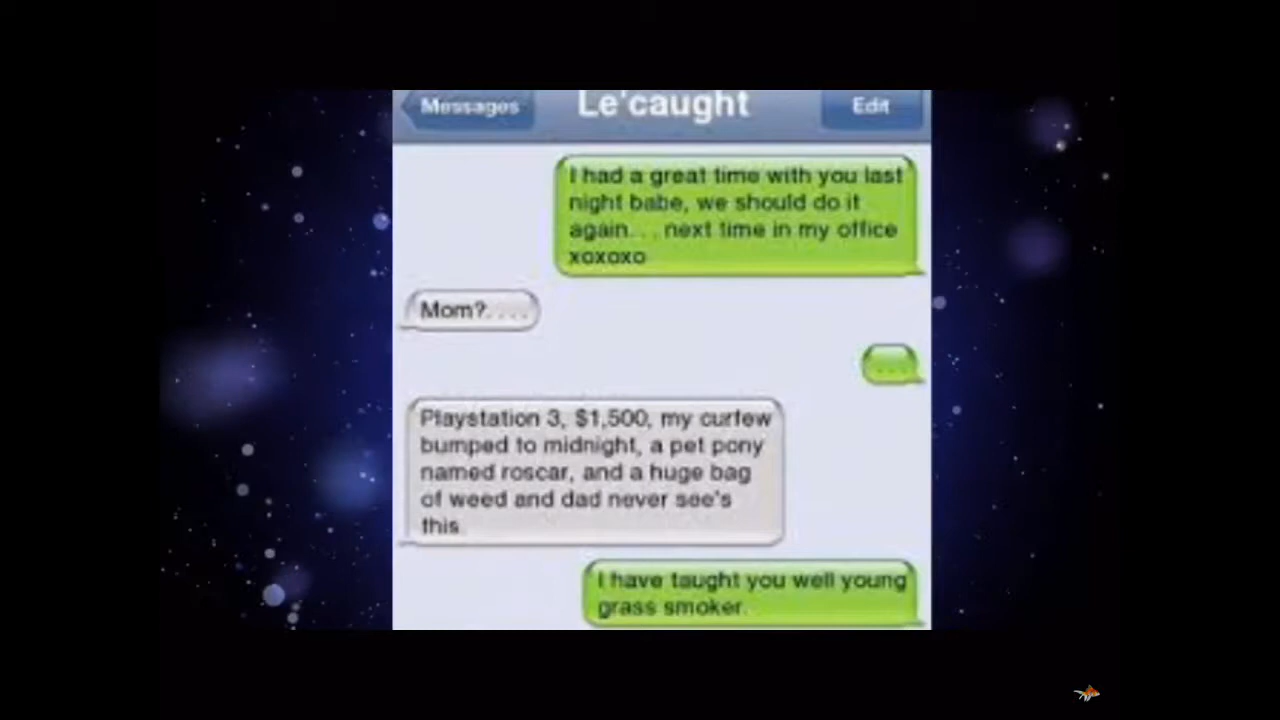 Messages Le'caught Edit
I had a great time with you last
night babe, we should do it
again. . . next time in my office
xoxoxo
Mom?. . . .
. . .
Playstation 3, $1,500, my curfew
bumped to midnight, a pet pony
named roscar, and a huge bag
of weed and dad never see's
this.
I have taught you well young
grass smoker.